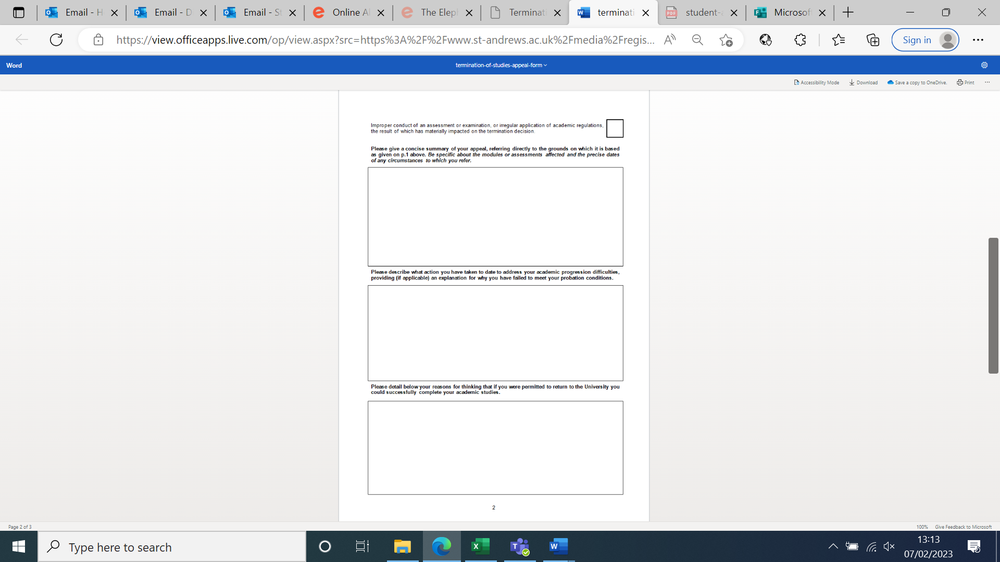 Email - H
Email - D
Email - St
Online Al
The Elep
Terminati
terminati
student-a
Microsof
https://view.officeapps.live.com/op/view.aspx?src=https%3A%2F%2Fwww.st-andrews.ac.uk%2Fmedia%2Fregis...
Sign in
Word
termination-of-studies-appeal-form
Accessibility Mode
Download
Save a copy to OneDrive.
Print
Improper conduct of an assessment or examination, or irregular application of academic regulations,
the result of which has materially impacted on the termination decision.
Please give a concise summary of your appeal, referring directly to the grounds on which it is based
as given on p.1 above. Be specific about the modules or assessments affected and the precise dates
of any circumstances to which you refer.
Please describe what action you have taken to date to address your academic progression difficulties,
providing (if applicable) an explanation for why you have failed to meet your probation conditions.
Please detail below your reasons for thinking that if you were permitted to return to the University you
could successfully complete your academic studies.
2
Page 2 of 3
100%
Give Feedback to Microsoft
Type here to search
13:13
07/02/2023